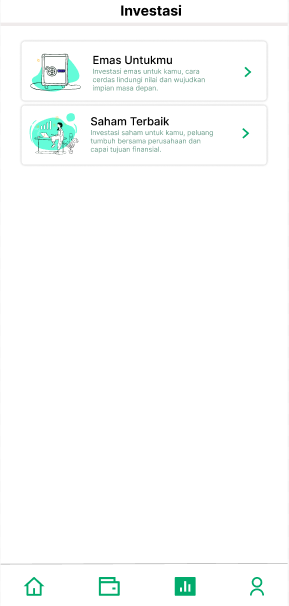 Investasi
Emas Untukmu
Investasi emas untuk kamu, cara
cerdas lindungi nilai dan wujudkan
impian masa depan.
Saham Terbaik
Investasi saham untuk kamu, peluang
tumbuh bersama perusahaan dan
capai tujuan finansial.